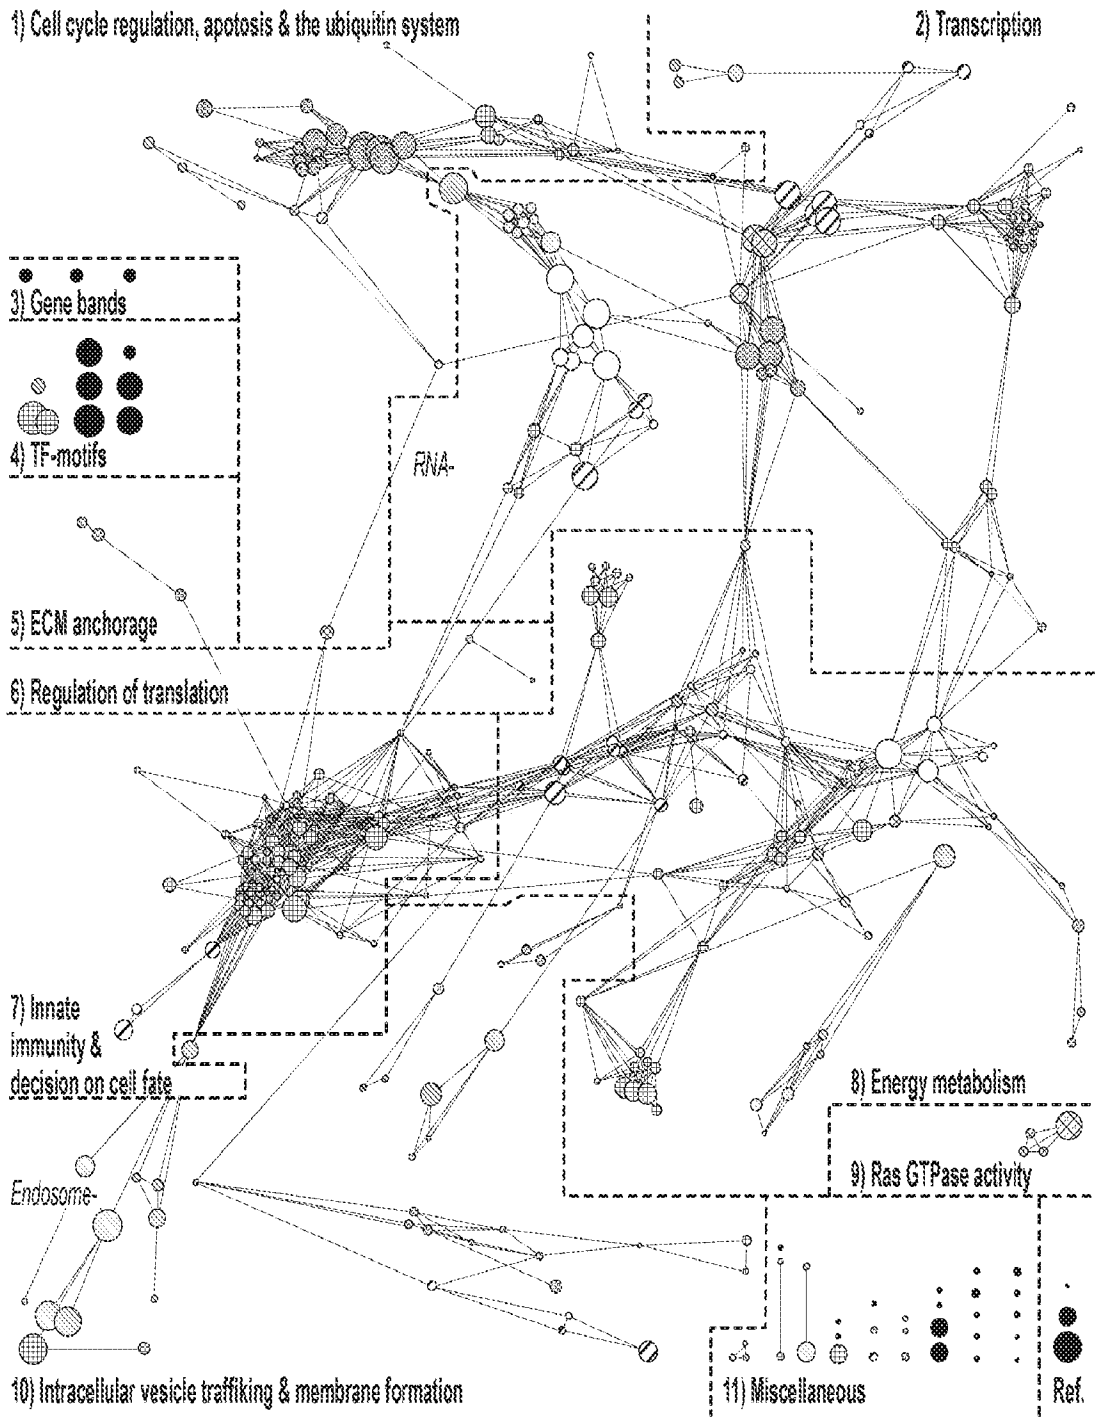 1) Cell cycle regulation, apotosis & the ubiquitin system
2) Transcription
3) Gene bands
4) TF-motifs
RNA-
5) ECM anchorage
6) Regulation of translation
7) Innate
immunity &
decision on cell fate
8) Energy metabolism
9) Ras GTPase activity
Endosome-
10) Intracellular vesicle traffiking & membrane formation
11) Miscellaneous
Ref.